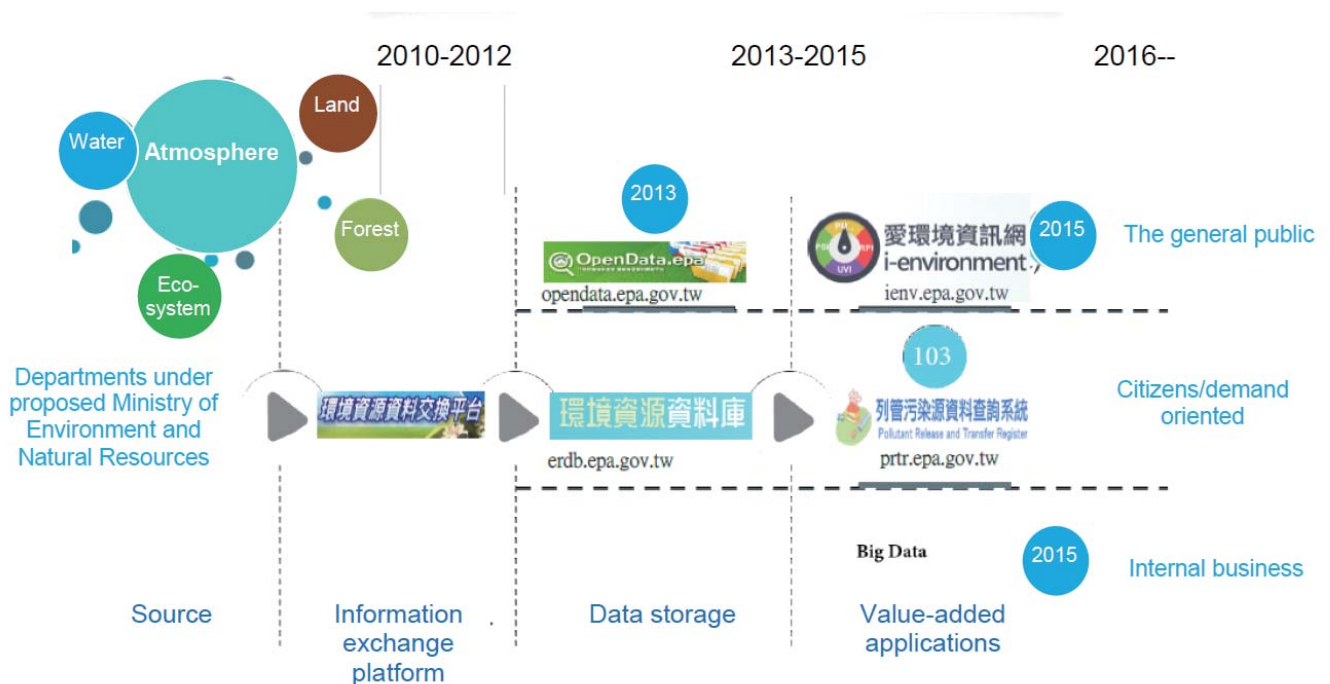 2010-2012
2013-2015
2016--
Land
Water
Atmosphere
Forest
Eco-
system
2013
OpenData.epa
opendata.epa.gov.tw
愛環境資訊網
i-environment
PM
UVI
ienv.epa.gov.tw
2015
The general public
Departments under
proposed Ministry of
Environment and
Natural Resources
環境資源資料交換平台
環境資源資料庫
erdb.epa.gov.tw
103
列管污染源資料查詢系統
Pollutant Release and Transfer Register
prtr.epa.gov.tw
Citizens/demand
oriented
Big Data
2015
Internal business
Source
Information
exchange
platform
Data storage
Value-added
applications